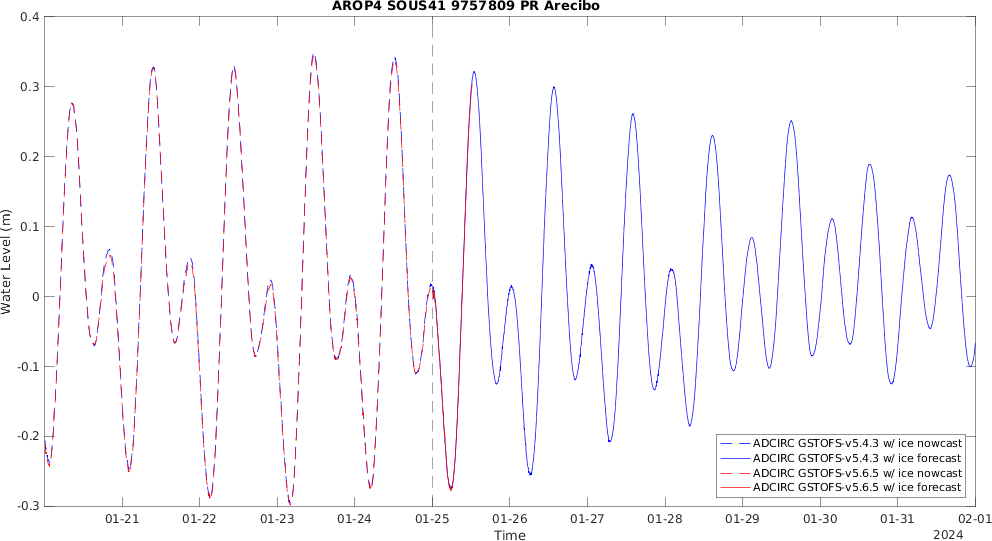 AROP4 SOUS41 9757809 PR Arecibo
0.4
0.3
0.2
0.1
0
-0.1
-0.2
-0.3
Water Level (m)
ADCIRC GSTOFS-v5.4.3 w/ ice nowcast
ADCIRC GSTOFS-v5.4.3 w/ ice forecast
ADCIRC GSTOFS-v5.6.5 w/ ice nowcast
ADCIRC GSTOFS-v5.6.5 w/ ice forecast
01-21 01-22 01-23 01-24 01-25 01-26 01-27 01-28 01-29 01-30 01-31 02-01
Time
2024